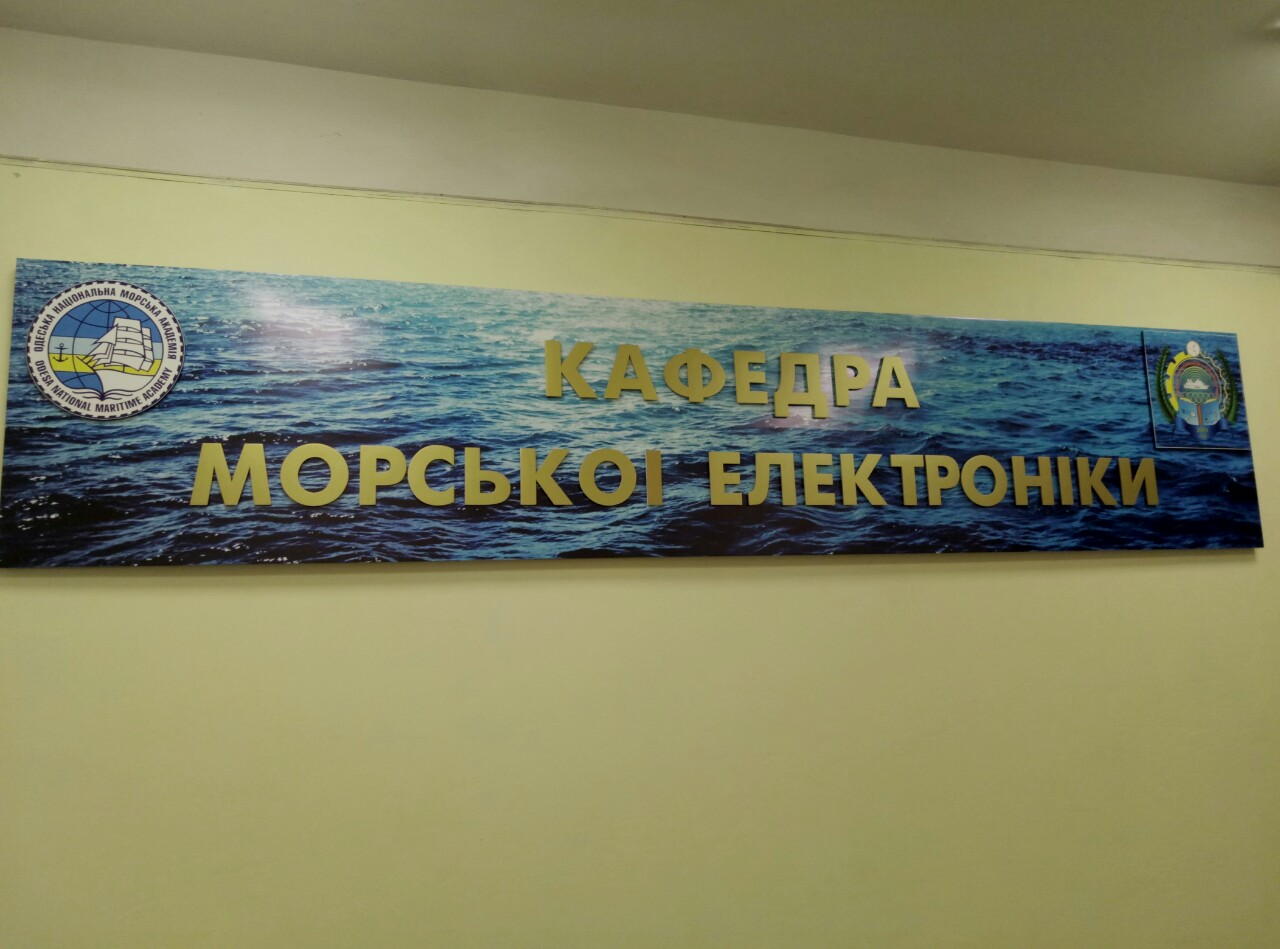 ОДЕСЬКА НАЦІОНАЛЬНА МОРСЬКА АКАДЕМІЯ
ODESA NATIONAL MARITIME ACADEMY
КАФЕДРА
МОРСЬКОІ ЕЛЕКТРОНІКИ